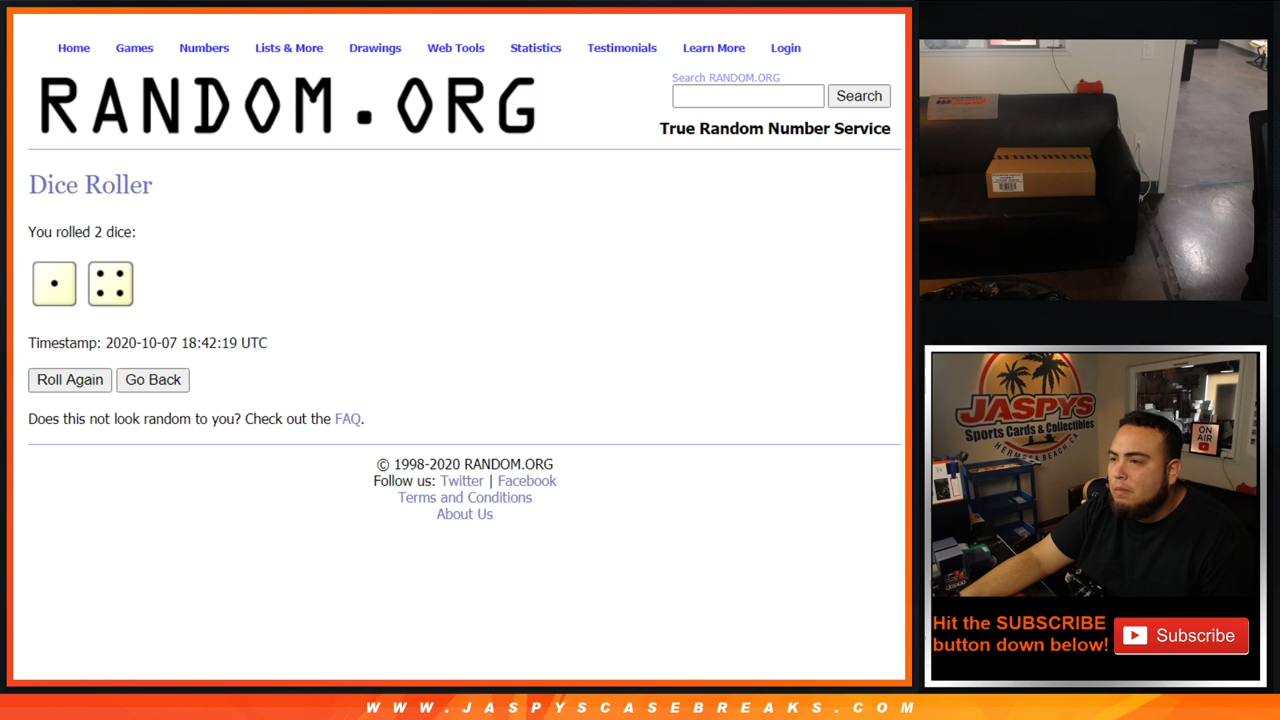 Home Games Numbers Lists & More Drawings Web Tools Statistics Testimonials Learn More Login
RANDOM.ORG
Search RANDOM.ORG
Search
True Random Number Service
Dice Roller
You rolled 2 dice:
Timestamp: 2020-10-07 18:42:19 UTC
Roll Again Go Back
Does this not look random to you? Check out the FAQ.
© 1998-2020 RANDOM.ORG
Follow us: Twitter | Facebook
Terms and Conditions
About Us
JASPYS
Sports Cards & Collectibles
HERMOSA BEACH, CA
ON
AIR
Hit the SUBSCRIBE
button down below!
Subscribe
WWW.JASPYSCASEBREAKS.COM